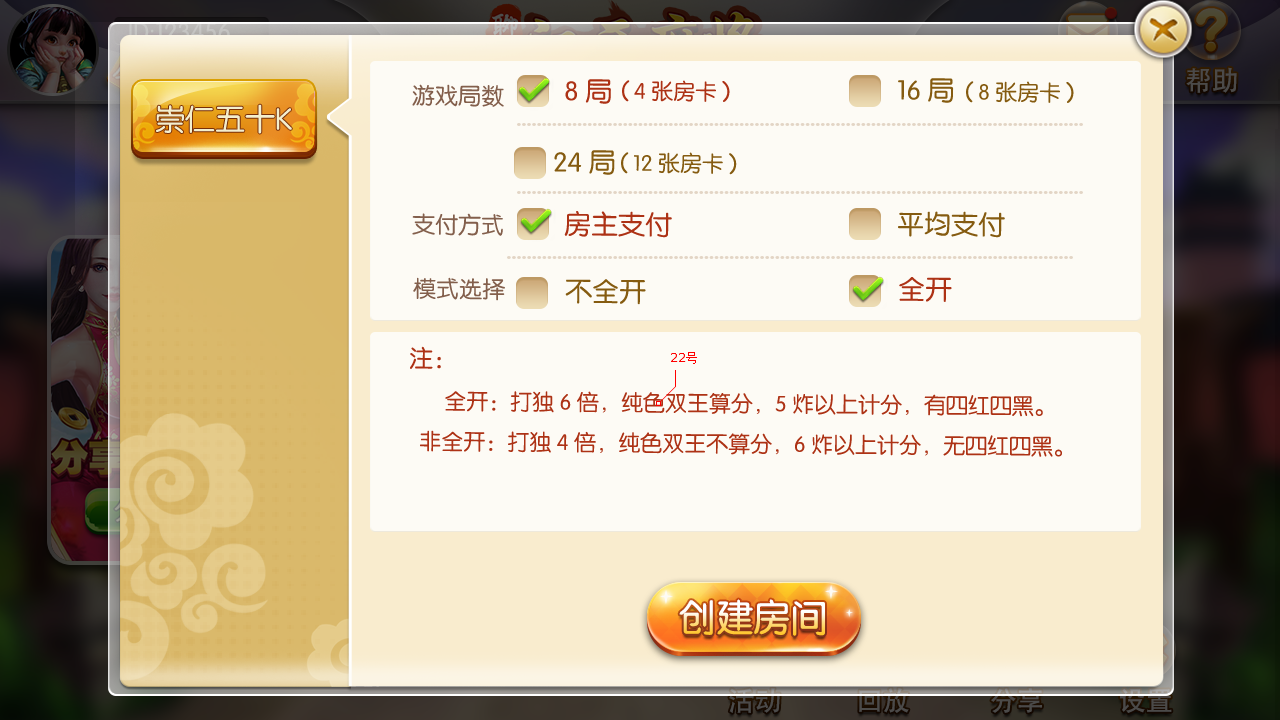 ID:123456
帮助
崇仁五十K
游戏局数 8 局（4 张房卡） 16 局（8 张房卡）
24 局（12 张房卡）
支付方式 房主支付 平均支付
模式选择 不全开 全开
注：
22号
全开：打独 6 倍，纯色双王算分，5 炸以上计分，有四红四黑。
非全开：打独 4 倍，纯色双王不算分，6 炸以上计分，无四红四黑。
分享
创建房间
活动 回放 分享 设置